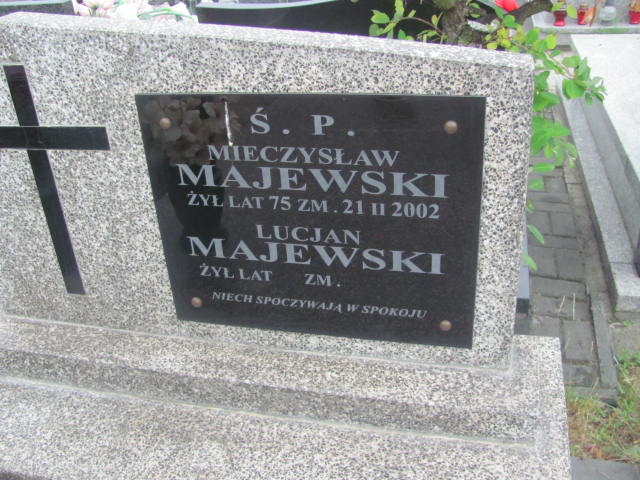 Ś. P.
MIECZYSŁAW
MAJEWSKI
ŻYŁ LAT 75 ZM. 21 II 2002
LUCJAN
MAJEWSKI
ŻYŁ LAT ZM.
NIECH SPOCZYWAJĄ W SPOKOJU